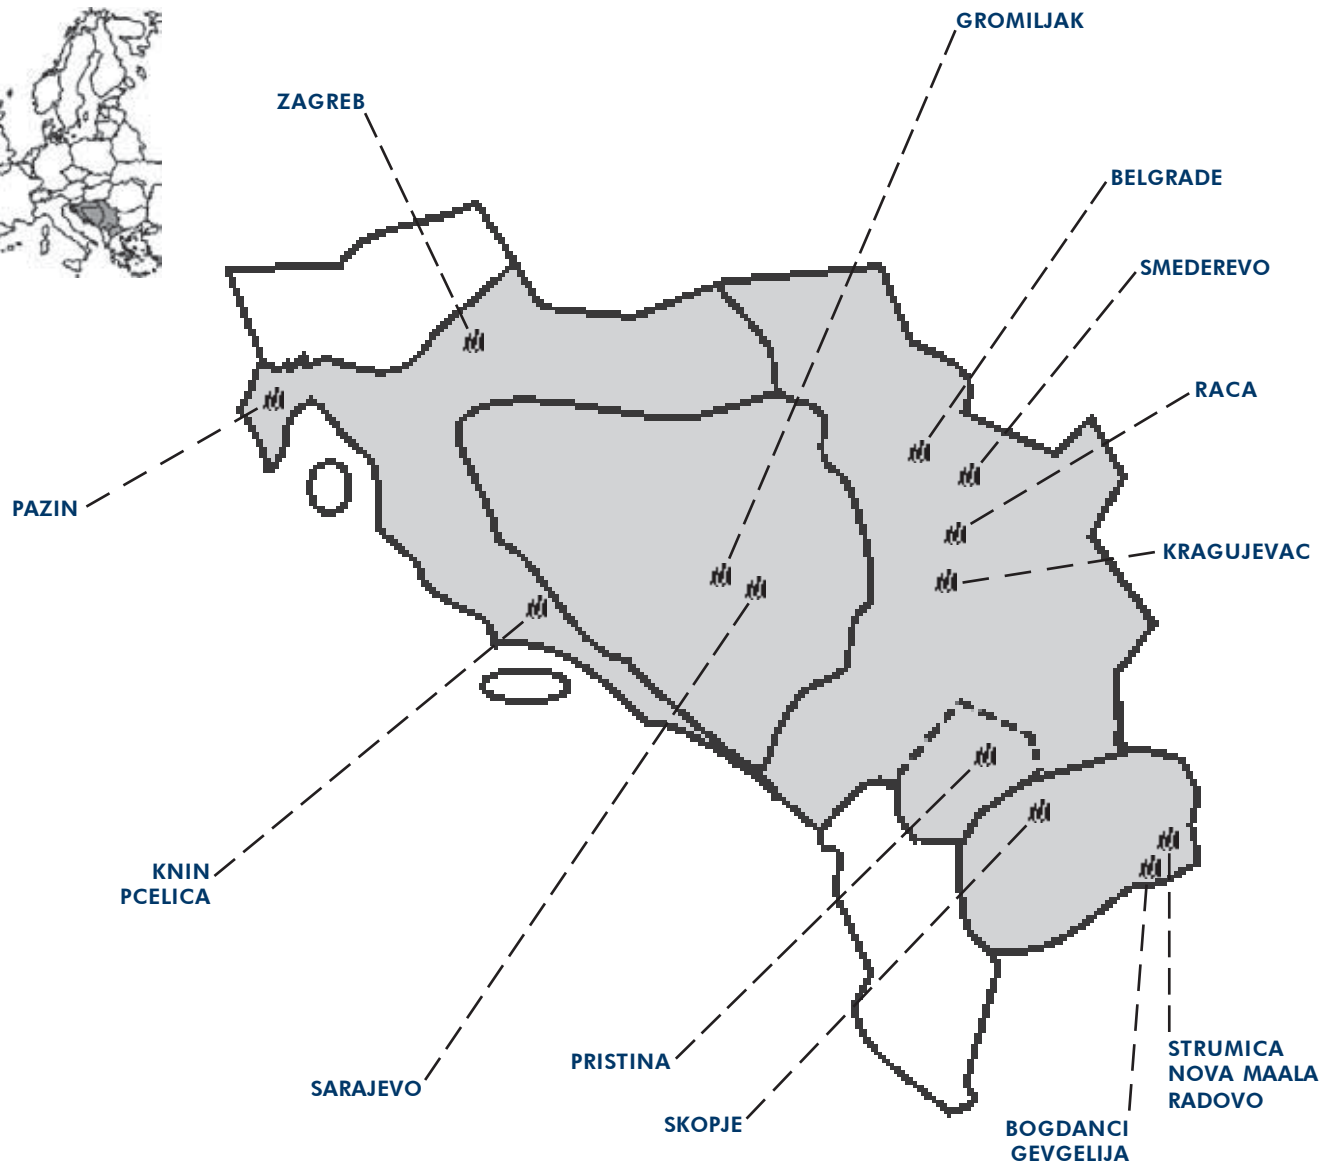 GROMILJAK
ZAGREB
BELGRADE
SMEDEREVO
RACA
PAZIN
KRAGUJEVAC
KNIN
PCELICA
PRISTINA
SARAJEVO
SKOPJE
STRUMICA
NOVA MAALA
RADOVO
BOGDANCI
GEVGELIJA